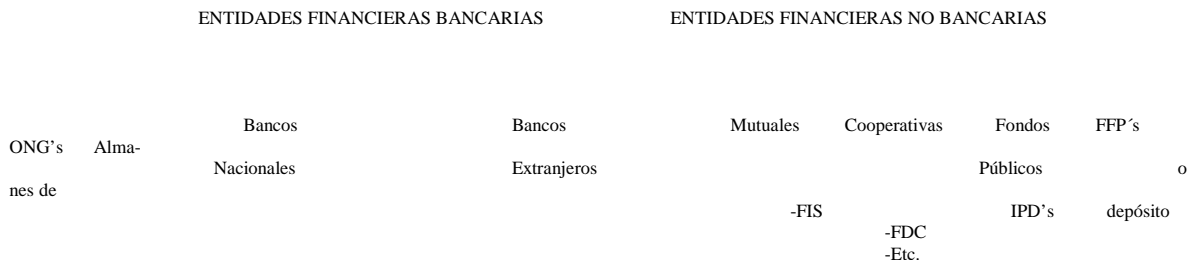 ENTIDADES FINANCIERAS BANCARIAS ENTIDADES FINANCIERAS NO BANCARIAS
Bancos Bancos Mutuales Cooperativas Fondos FFP´s
ONG’s Alma-
Nacionales Extranjeros Públicos o
nes de
-FIS IPD’s depósito
-FDC
-Etc.